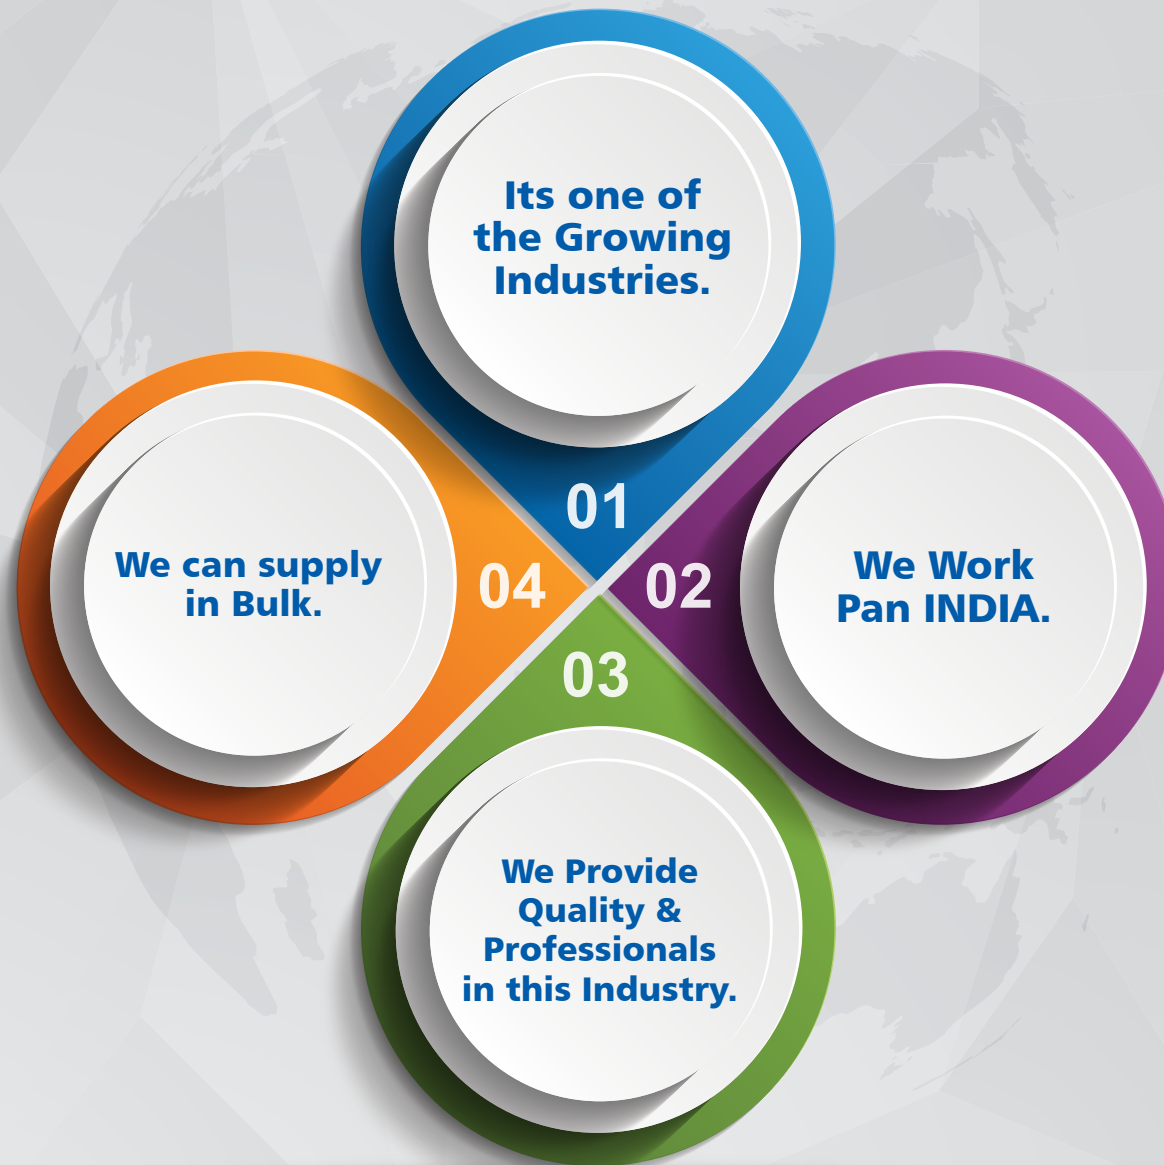 Its one of
the Growing
Industries.
01
02
We Work
Pan INDIA.
03
We Provide
Quality &
Professionals
in this Industry.
04
We can supply
in Bulk.